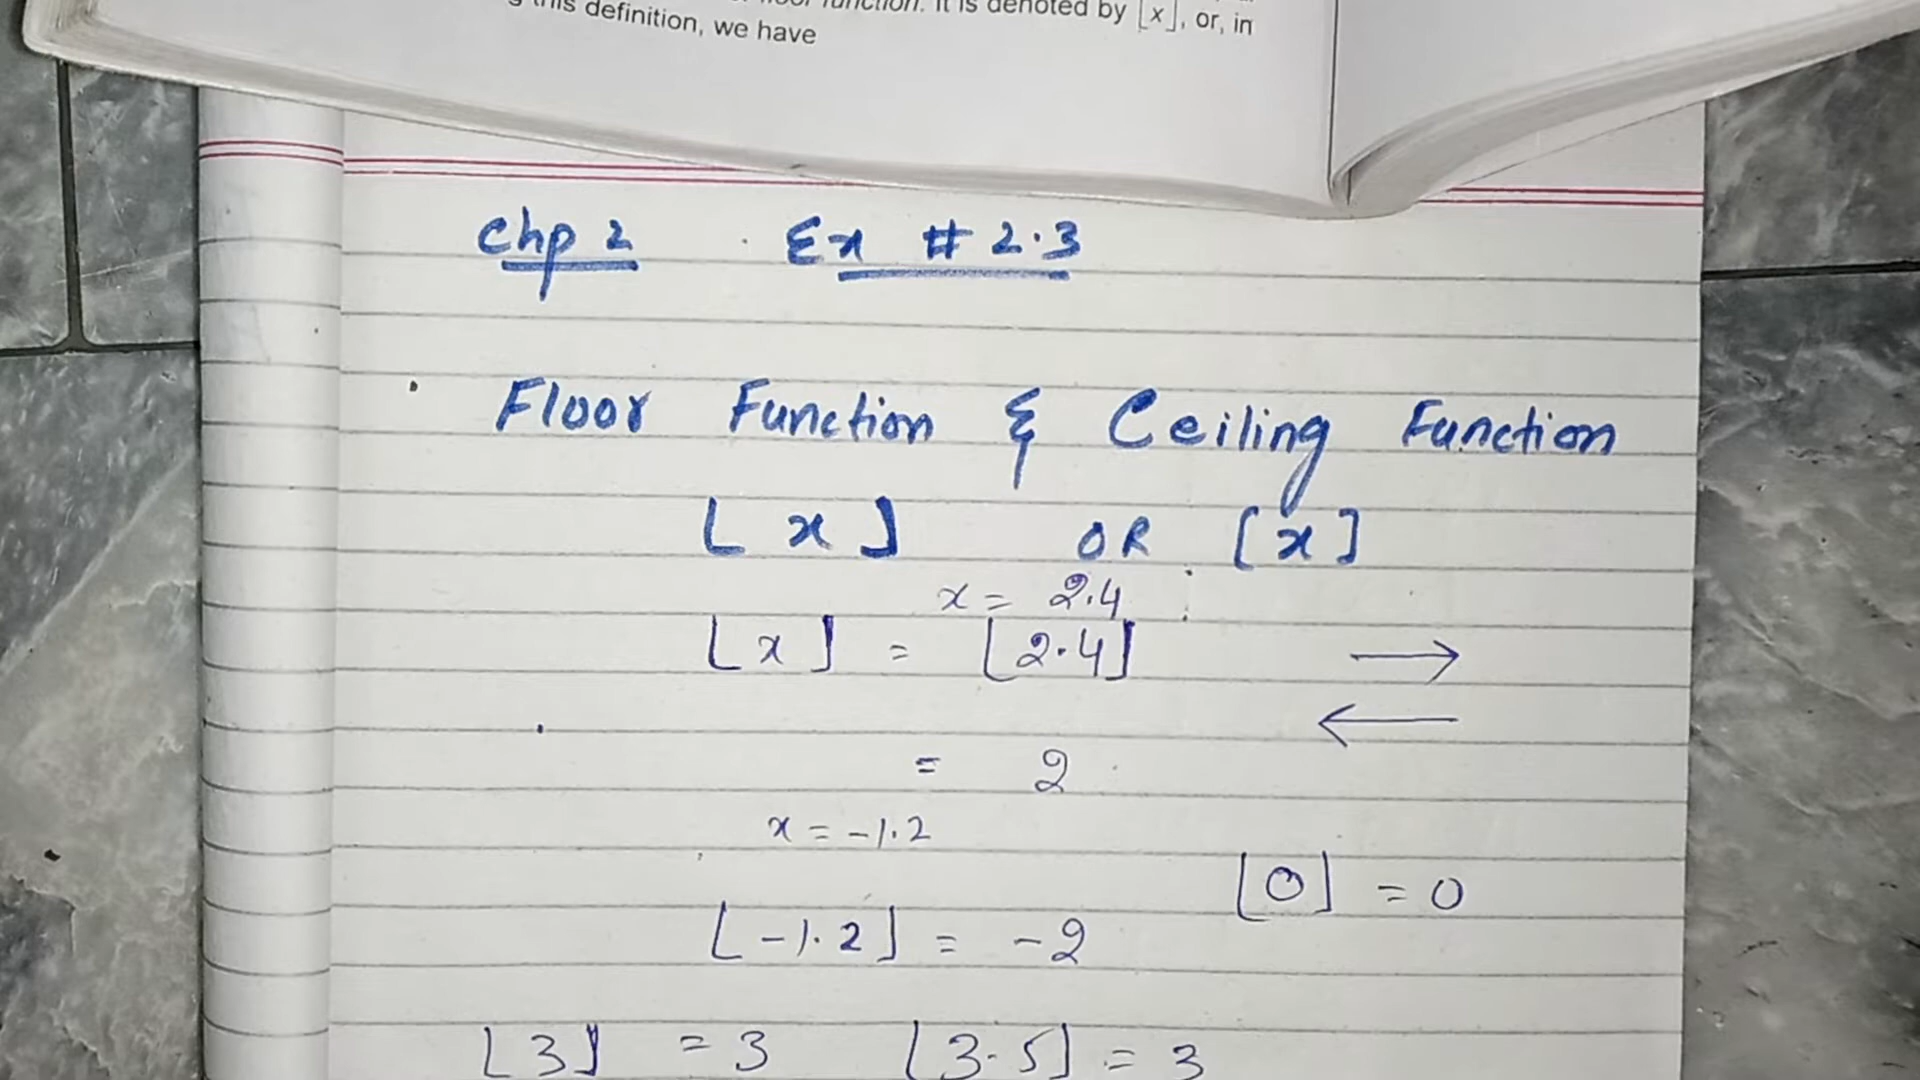 function. It is denoted by ⌊x⌋, or, in
this definition, we have
Chp 2 Ex # 2.3
Floor Function & Ceiling Function
⌊x⌋ OR [x]
x = 2.4
⌊x⌋ = ⌊2.4⌋ →
←
= 2
x = -1.2
⌊0⌋ = 0
⌊-1.2⌋ = -2
⌊3⌋ = 3 ⌊3.5⌋ = 3